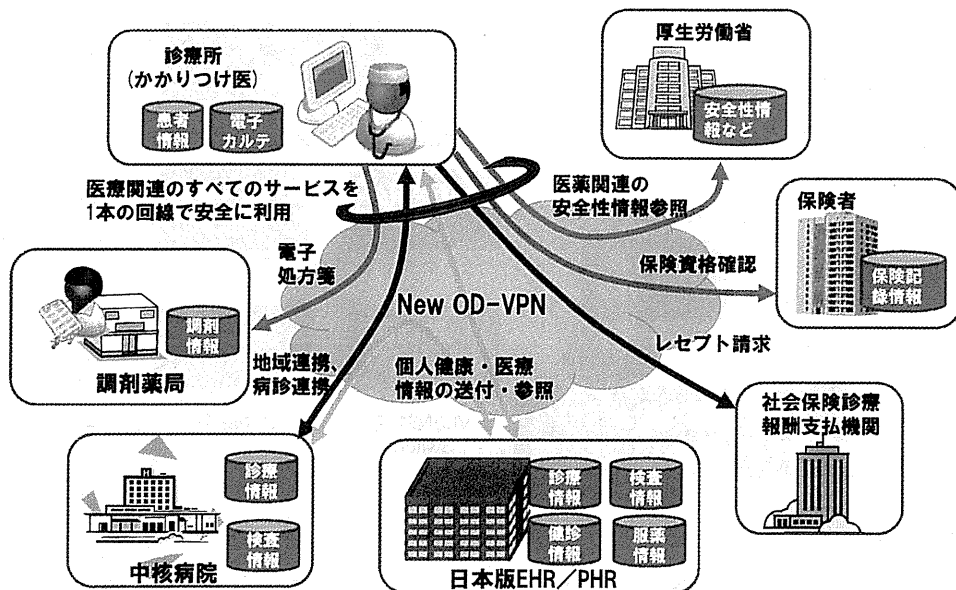 診療所
(かかりつけ医)
患者
情報
電子
カルテ
厚生労働省
安全性情
報など
医療関連のすべてのサービスを
1本の回線で安全に利用
医薬関連の
安全性情報参照
保険者
保険記
録情報
電子
処方箋
保険資格確認
New OD-VPN
調剤
情報
調剤薬局
地域連携、
病診連携
個人健康・医療
情報の送付・参照
レセプト請求
社会保険診療
報酬支払機関
診療
情報
検査
情報
中核病院
診療
情報
検査
情報
健診
情報
服薬
情報
日本版EHR/PHR